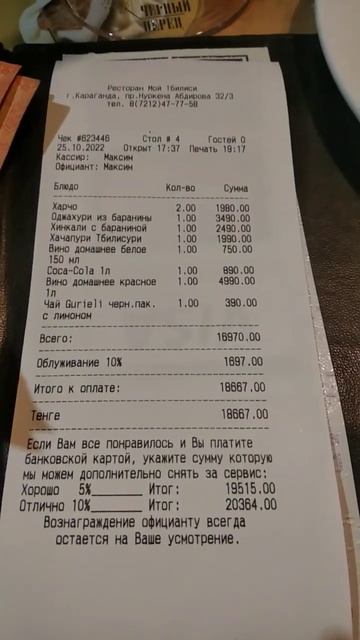 ЧЕРНЫЙ
ПЕРЕЦ
Ресторан Мой Тбилиси
г.Караганда, пр.Нуркена Абдирова 32/3
тел. 8(7212)47-77-58
Чек #623446 Стол # 4 Гостей 0
25.10.2022 Открыт 17:37 Печать 19:17
Кассир: Максим
Официант: Максим
Блюдо Кол-во Сумма
Харчо 2.00 1980.00
Оджахури из баранины 1.00 3490.00
Хинкали с бараниной 1.00 2490.00
Хачапури Тбилисури 1.00 1990.00
Вино домашнее белое 1.00 750.00
150 мл
Coca-Cola 1л 1.00 890.00
Вино домашнее красное 1.00 4990.00
1л
Чай Gurieli черн.пак. 1.00 390.00
с лимоном
Всего: 16970.00
Облуживание 10% 1697.00
Итого к оплате: 18667.00
Тенге 18667.00
Если Вам все понравилось и Вы платите
банковской картой, укажите сумму которую
мы можем дополнительно снять за сервис:
Хорошо 5%_______ Итог: 19515.00
Отлично 10%_______ Итог: 20364.00
Вознаграждение официанту всегда
остается на Ваше усмотрение.